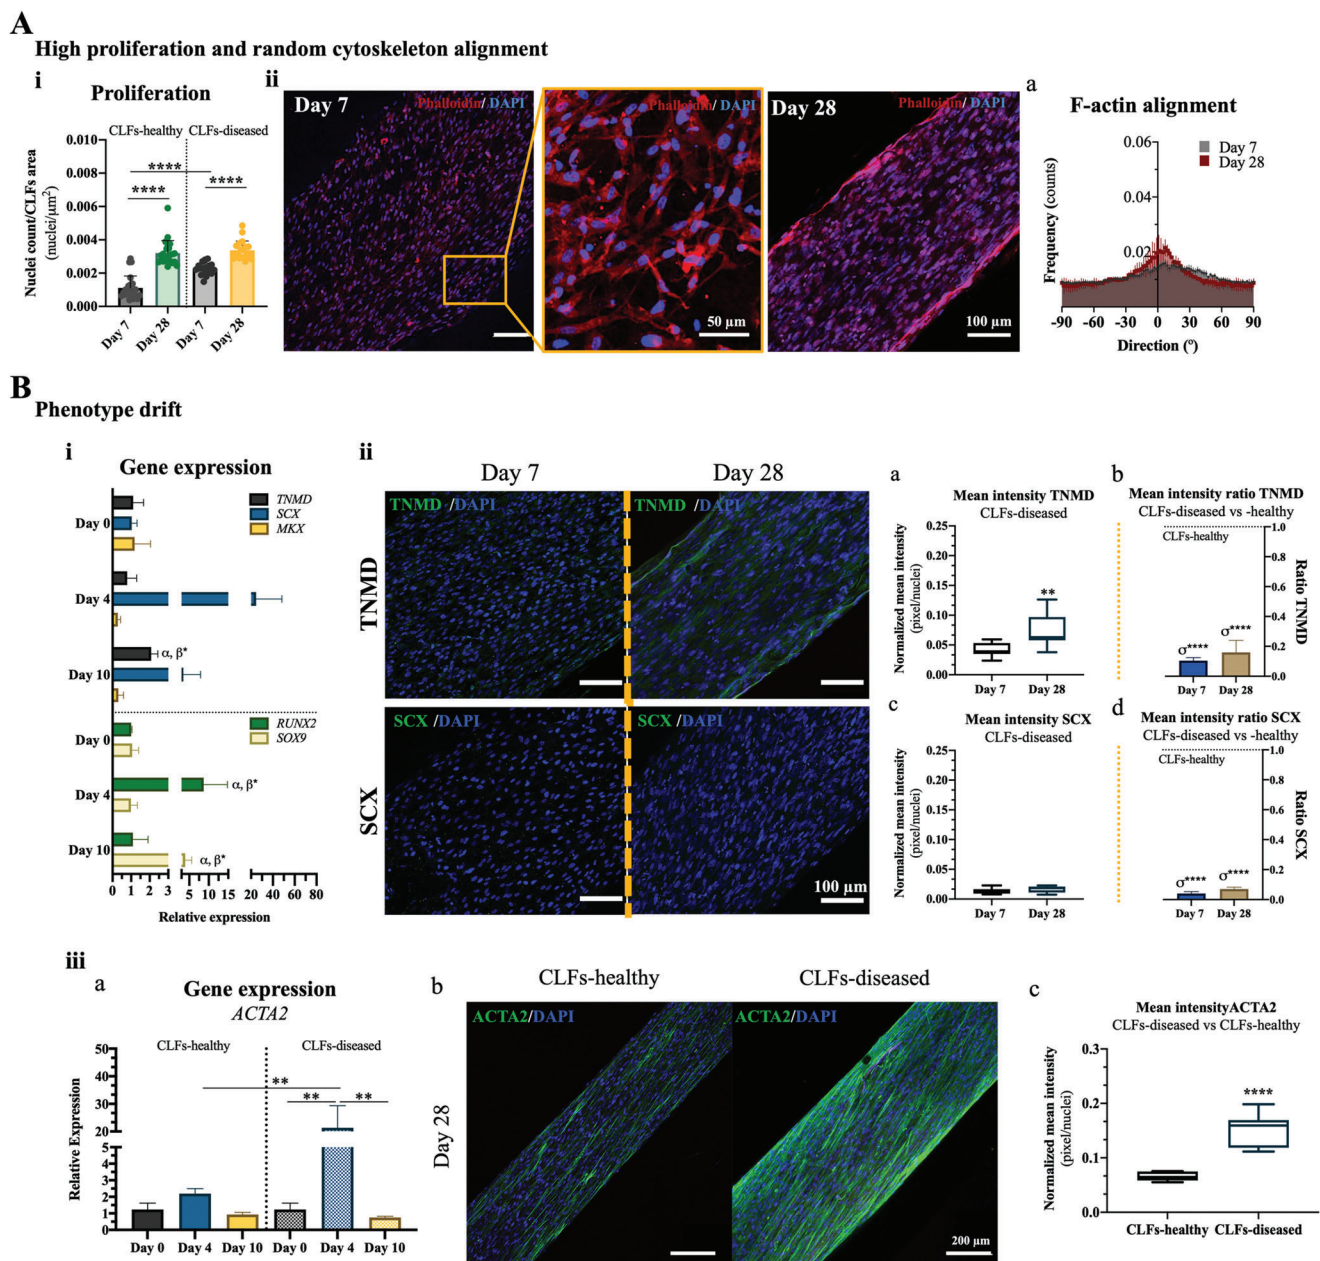 A
High proliferation and random cytoskeleton alignment
i
Proliferation
CLFs-healthy CLFs-diseased
Nuclei count/CLFs area
(nuclei/µm²)
0.010
0.008
0.006
0.004
0.002
0.000
****
****
****
Day 7
Day 28
Day 7
Day 28
ii
Day 7
Phalloidin/ DAPI
Phalloidin/ DAPI
50 µm
Day 28
Phalloidin/ DAPI
100 µm
a
F-actin alignment
Day 7
Day 28
Frequency (counts)
0.06
0.04
0.02
-90 -60 -30 0 30 60 90
Direction (º)
B
Phenotype drift
i
Gene expression
TNMD
SCX
MKX
Day 0
Day 4
Day 10
α, β*
RUNX2
SOX9
Day 0
Day 4
α, β*
Day 10
α, β*
0 1 2 3 5 10 15 20 40 60 80
Relative expression
ii
Day 7
Day 28
TNMD
TNMD /DAPI
TNMD /DAPI
SCX
SCX /DAPI
SCX /DAPI
100 µm
a
Mean intensity TNMD
CLFs-diseased
Normalized mean intensity
(pixel/nuclei)
0.25
0.20
0.15
0.10
0.05
0.00
**
Day 7 Day 28
b
Mean intensity ratio TNMD
CLFs-diseased vs -healthy
CLFs-healthy
1.0
0.8
0.6
0.4
0.2
0.0
Ratio TNMD
σ****
σ****
Day 7 Day 28
c
Mean intensity SCX
CLFs-diseased
Normalized mean intensity
(pixel/nuclei)
0.25
0.20
0.15
0.10
0.05
0.00
Day 7 Day 28
d
Mean intensity ratio SCX
CLFs-diseased vs -healthy
CLFs-healthy
1.0
0.8
0.6
0.4
0.2
0.0
Ratio SCX
σ****
σ****
Day 7 Day 28
iii
a
Gene expression
ACTA2
CLFs-healthy CLFs-diseased
Relative Expression
50
40
30
20
5
4
3
2
1
0
**
**
**
Day 0 Day 4 Day 10 Day 0 Day 4 Day 10
b
CLFs-healthy
CLFs-diseased
Day 28
ACTA2/DAPI
ACTA2/DAPI
200 µm
c
Mean intensityACTA2
CLFs-diseased vs CLFs-healthy
Normalized mean intensity
(pixel/nuclei)
0.3
0.2
0.1
0.0
****
CLFs-healthy CLFs-diseased